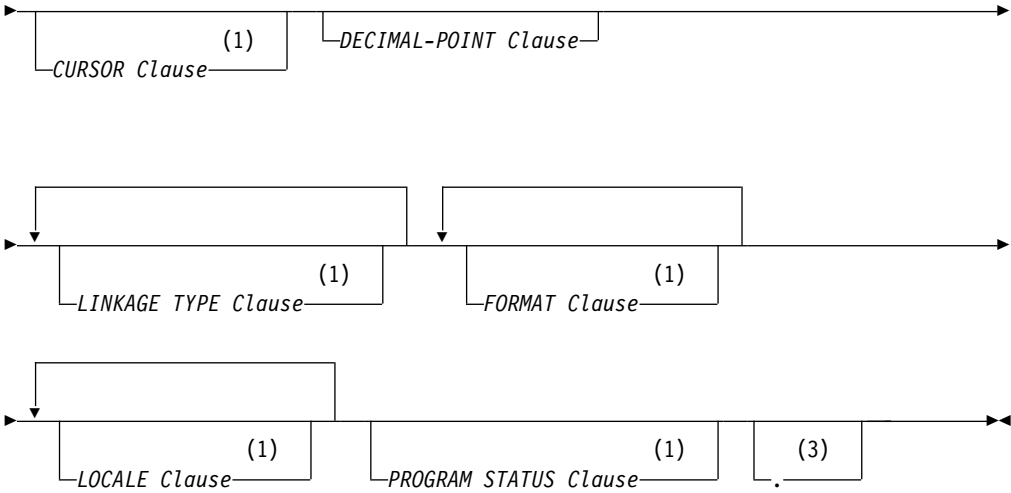 (1)
DECIMAL-POINT Clause
CURSOR Clause
(1) (1)
LINKAGE TYPE Clause FORMAT Clause
(1) (1) (3)
LOCALE Clause PROGRAM STATUS Clause .